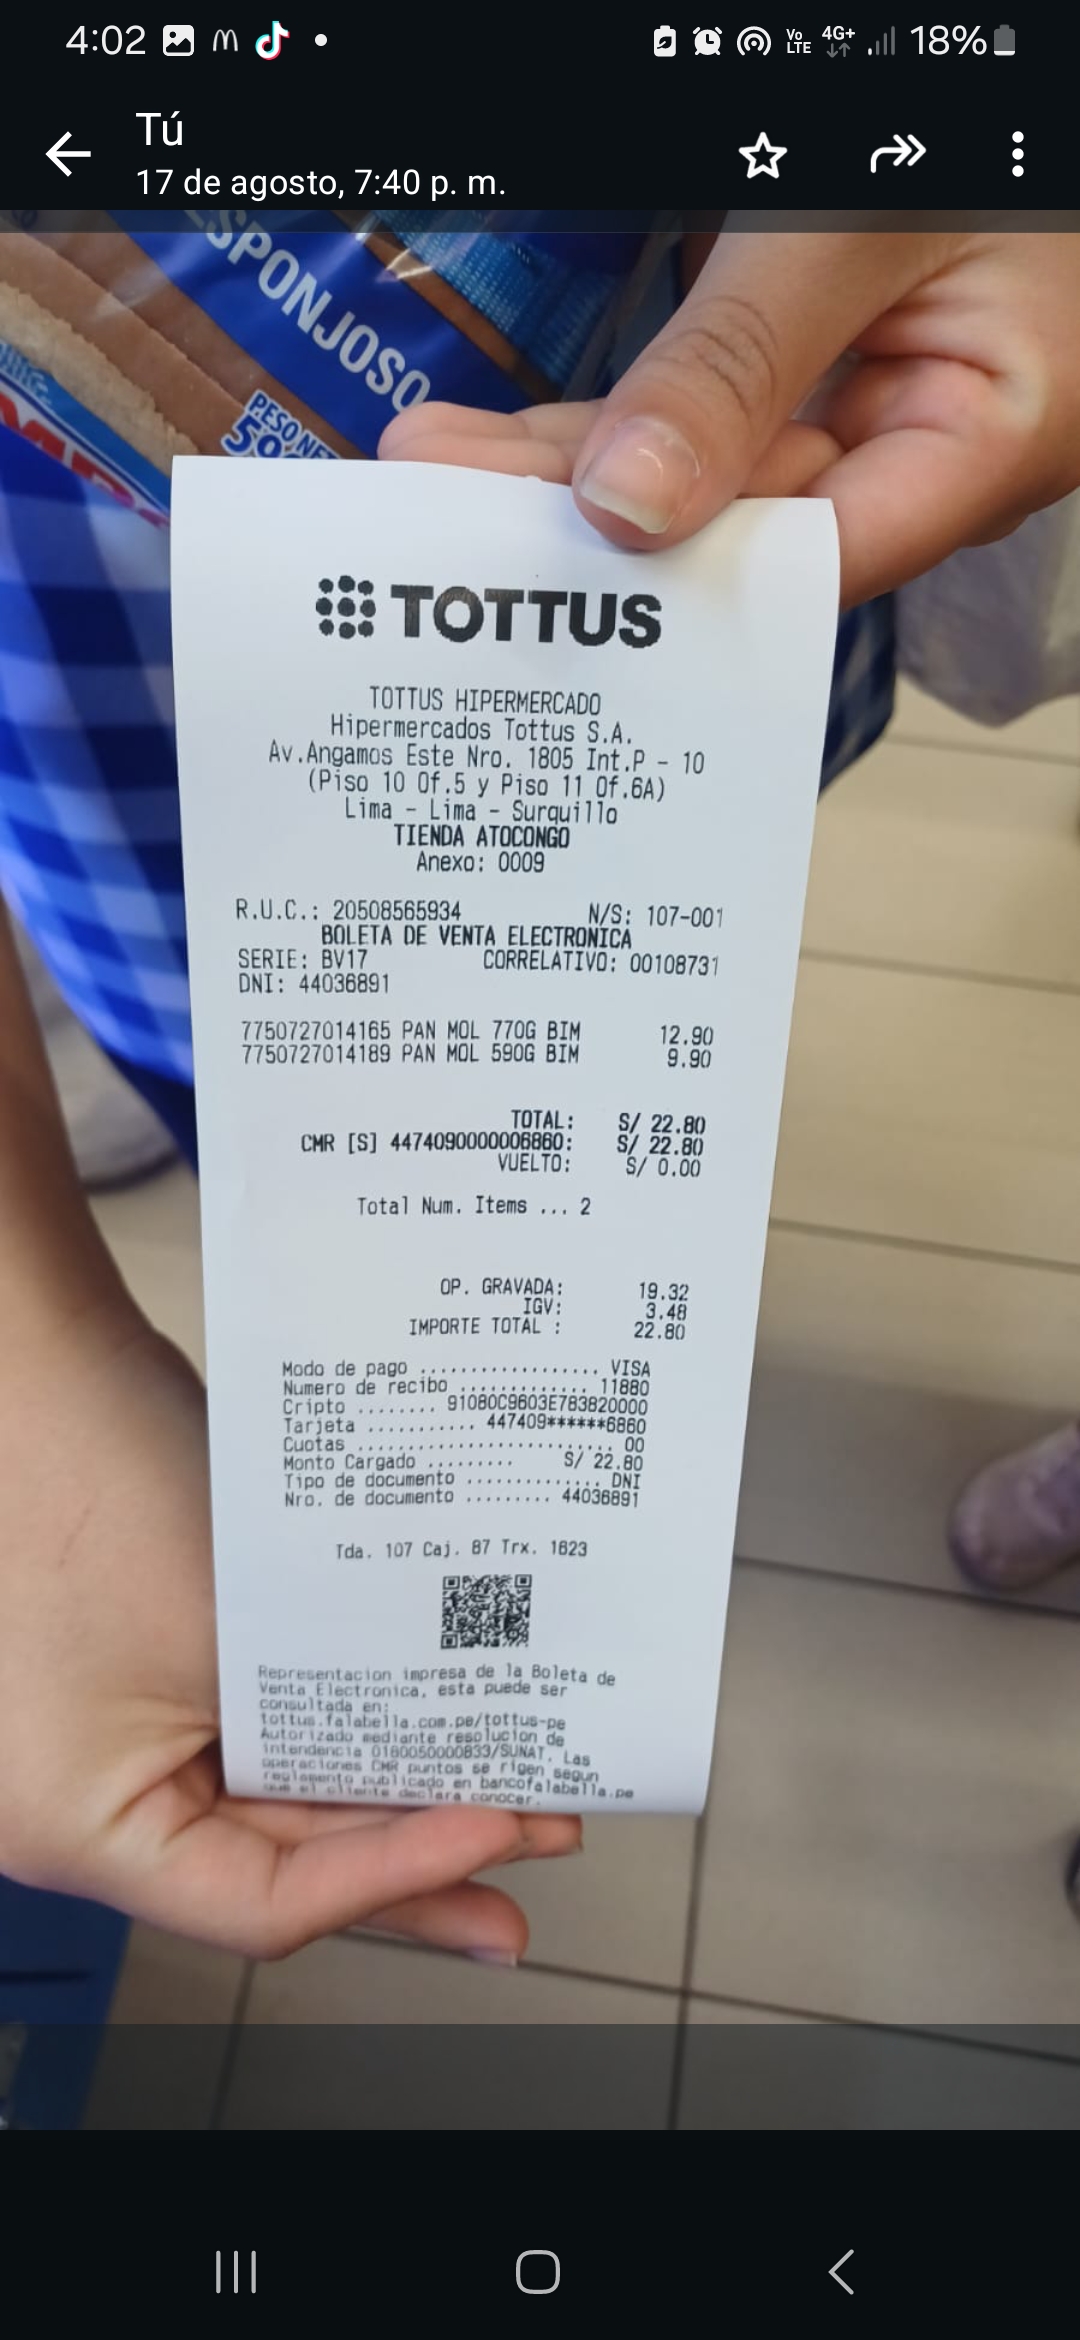 4:02 18%
Vo LTE 4G+
Tú
17 de agosto, 7:40 p. m.
ESPONJOSO
PESO NE
TOTTUS
TOTTUS HIPERMERCADO
Hipermercados Tottus S.A.
Av.Angamos Este Nro. 1805 Int.P - 10
(Piso 10 Of.5 y Piso 11 Of.6A)
Lima - Lima - Surquillo
TIENDA ATOCONGO
Anexo: 0009
R.U.C.: 20508565934 N/S: 107-001
BOLETA DE VENTA ELECTRONICA
SERIE: BV17 CORRELATIVO: 00108731
DNI: 44036891
7750727014165 PAN MOL 770G BIM 12.90
7750727014189 PAN MOL 590G BIM 9.90
TOTAL: S/ 22.80
CMR [S] 4474090000006860: S/ 22.80
VUELTO: S/ 0.00
Total Num. Items ... 2
OP. GRAVADA: 19.32
IGV: 3.48
IMPORTE TOTAL : 22.80
Modo de pago .................. VISA
Numero de recibo ............. 11880
Cripto ........ 91080C9603E783820000
Tarjeta ........... 447409******6860
Cuotas .......................... 00
Monto Cargado ......... S/ 22.80
Tipo de documento .............. DNI
Nro. de documento ......... 44036891
Tda. 107 Caj. 87 Trx. 1623
Representacion impresa de la Boleta de
Venta Electronica, esta puede ser
consultada en:
tottus.falabella.com.pe/tottus-pe
Autorizado mediante resolucion de
intendencia 0180050000833/SUNAT. Las
operaciones CMR puntos se rigen segun
reglamento publicado en bancofalabella.pe
que el cliente declara conocer.